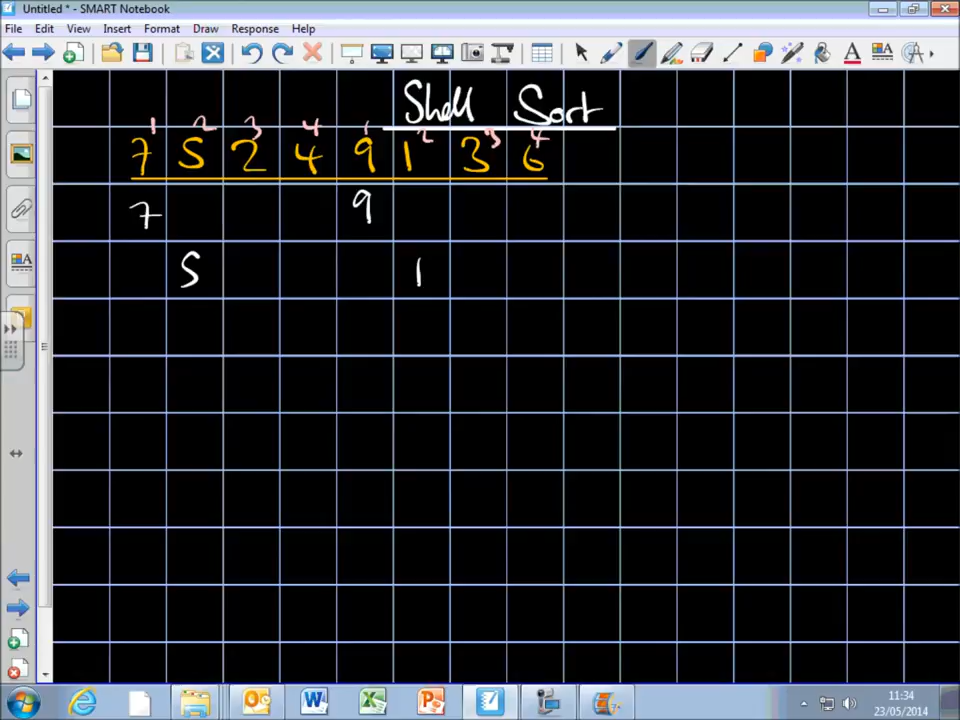 Untitled * - SMART Notebook
File Edit View Insert Format Draw Response Help
Shell Sort
1 2 3 4 1 2 3 4
7 5 2 4 9 1 3 6
7 9
5 1
11:34
23/05/2014